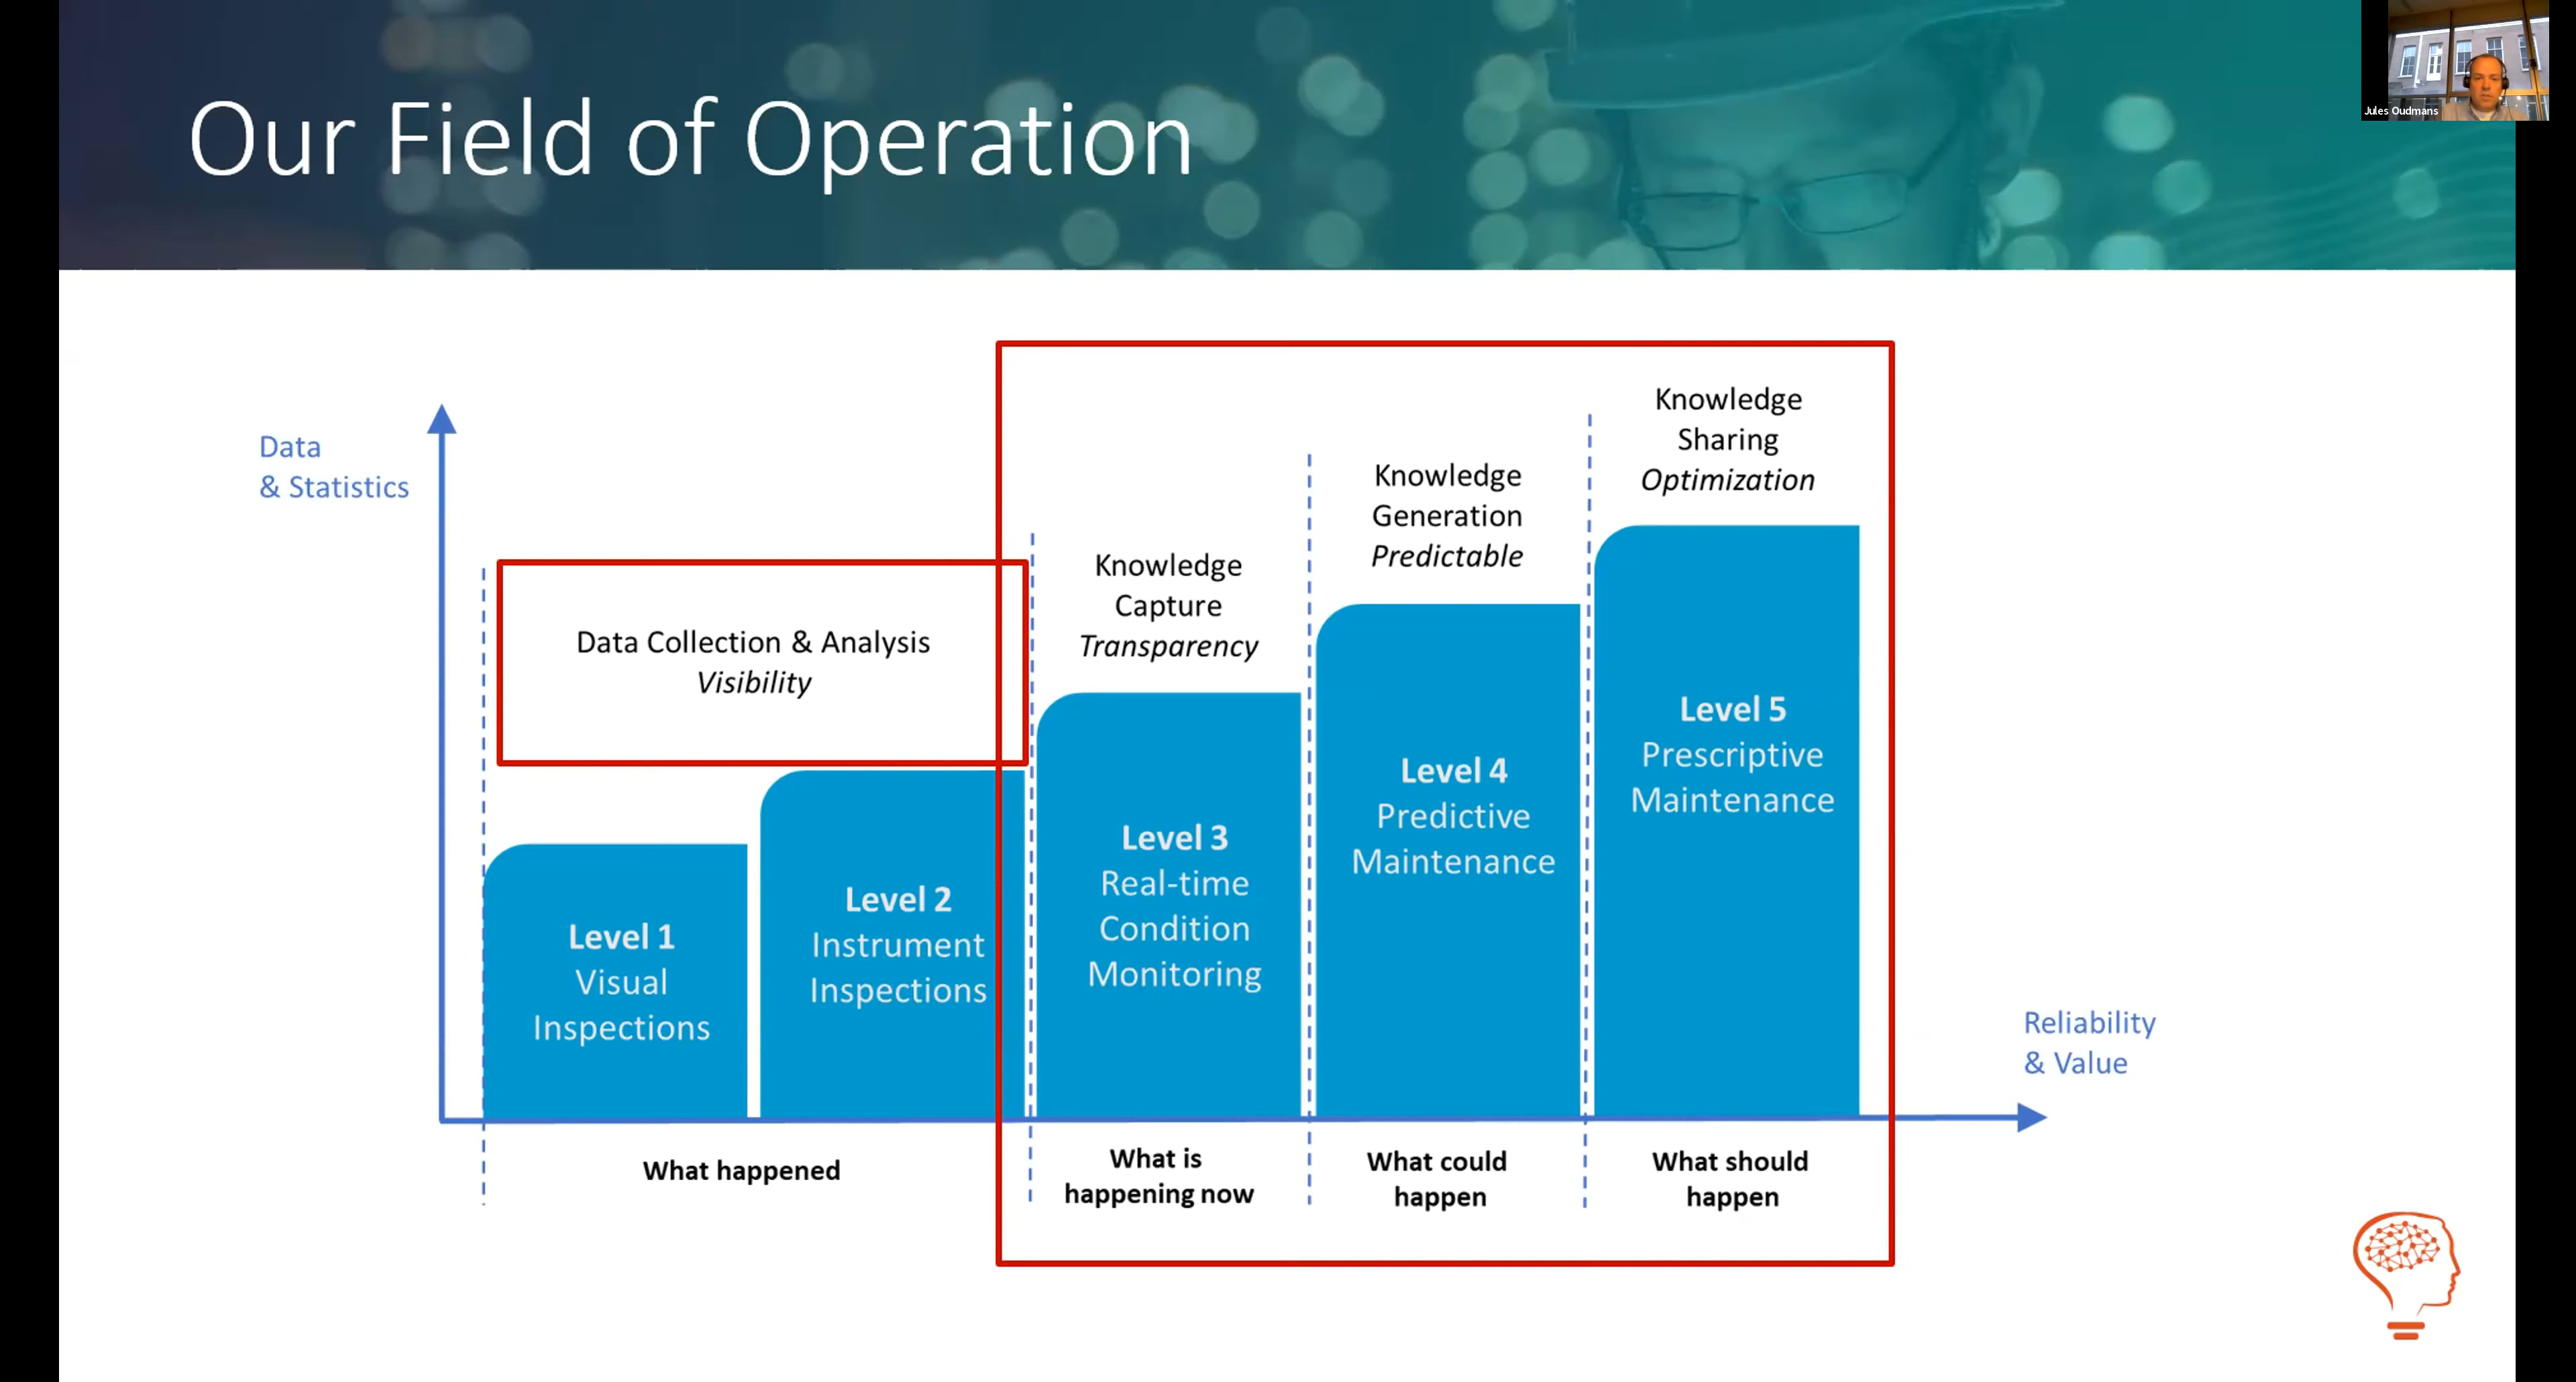 Our Field of Operation
Jules Oudmans
Data
& Statistics
Data Collection & Analysis
Visibility
Knowledge
Capture
Transparency
Knowledge
Generation
Predictable
Knowledge
Sharing
Optimization
Level 1
Visual
Inspections
Level 2
Instrument
Inspections
Level 3
Real-time
Condition
Monitoring
Level 4
Predictive
Maintenance
Level 5
Prescriptive
Maintenance
Reliability
& Value
What happened
What is
happening now
What could
happen
What should
happen